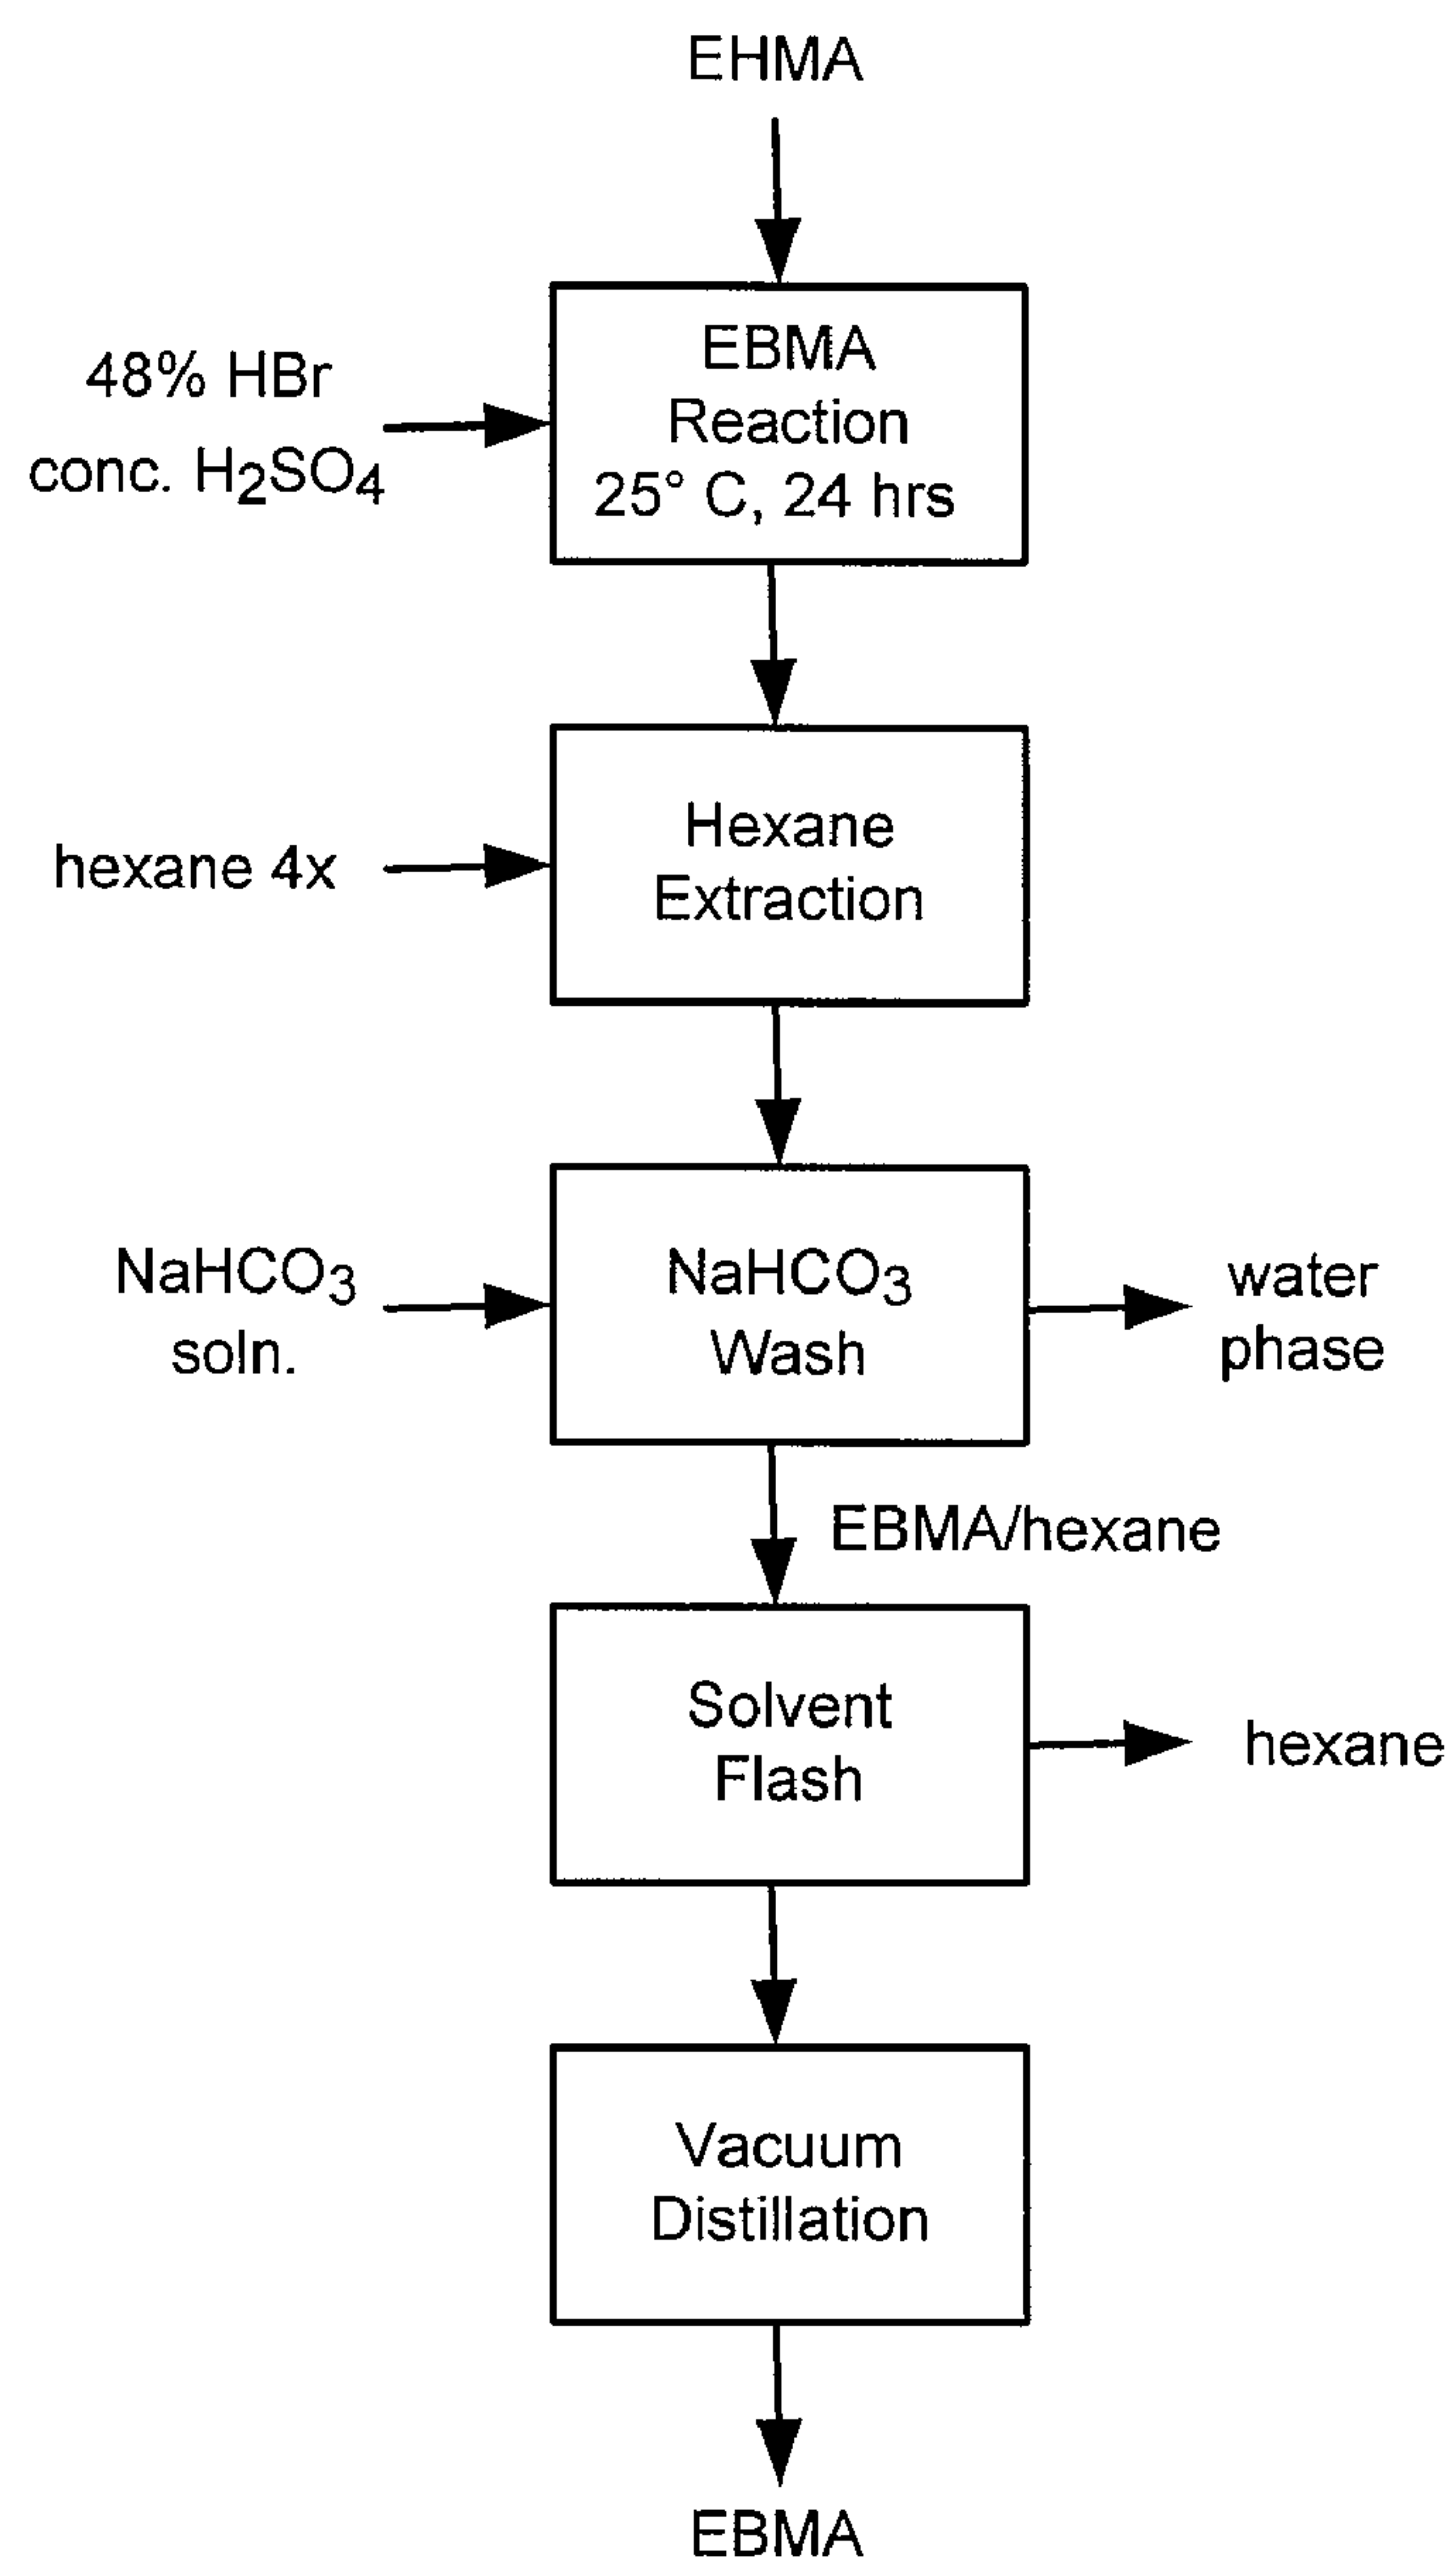 EHMA
48% HBr
conc. H2SO4
EBMA
Reaction
25° C, 24 hrs
hexane 4x
Hexane
Extraction
NaHCO3
soln.
NaHCO3
Wash
water
phase
EBMA/hexane
Solvent
Flash
hexane
Vacuum
Distillation
EBMA